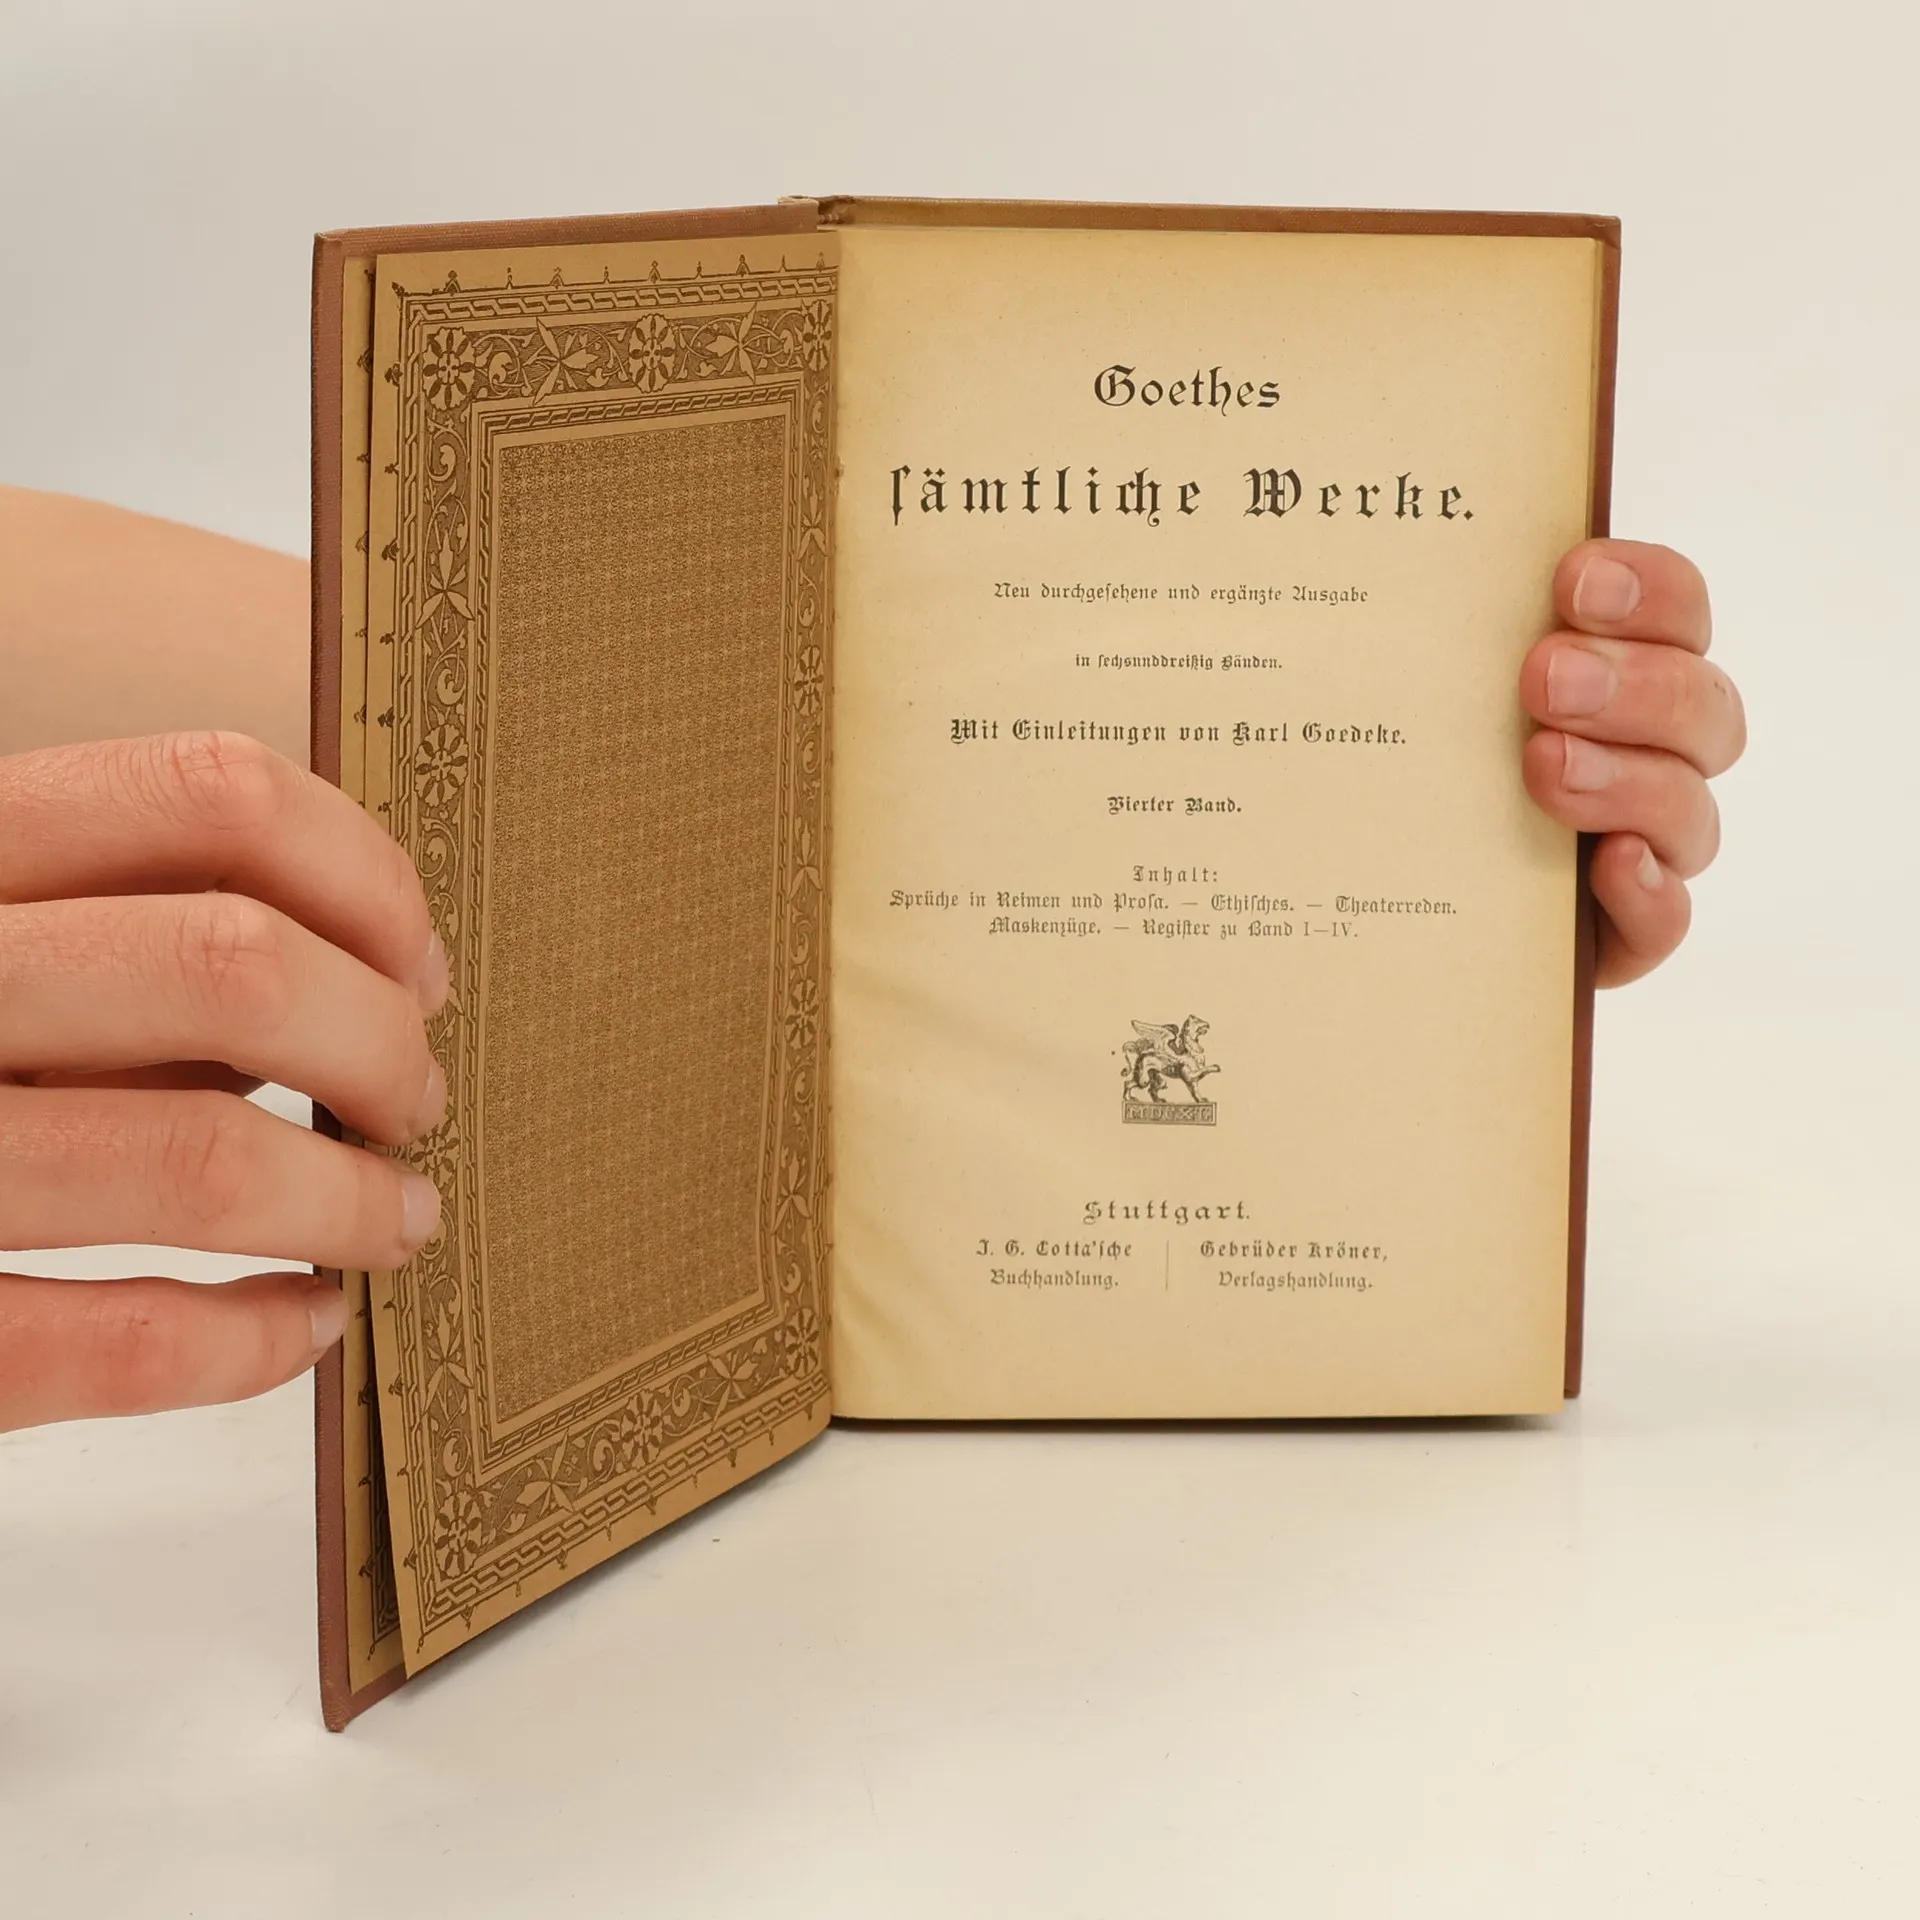 Goethes
ſämtliche Werke.
Neu durchgeſehene und ergänzte Ausgabe
in ſechsunddreißig Bänden.
Mit Einleitungen von Karl Goedeke.
Vierter Band.
Inhalt:
Sprüche in Reimen und Proſa. — Ethiſches. — Theaterreden.
Maskenzüge. — Regiſter zu Band I—IV.
Stuttgart.
J. G. Cotta'ſche
Buchhandlung.
Gebrüder Kröner,
Verlagshandlung.